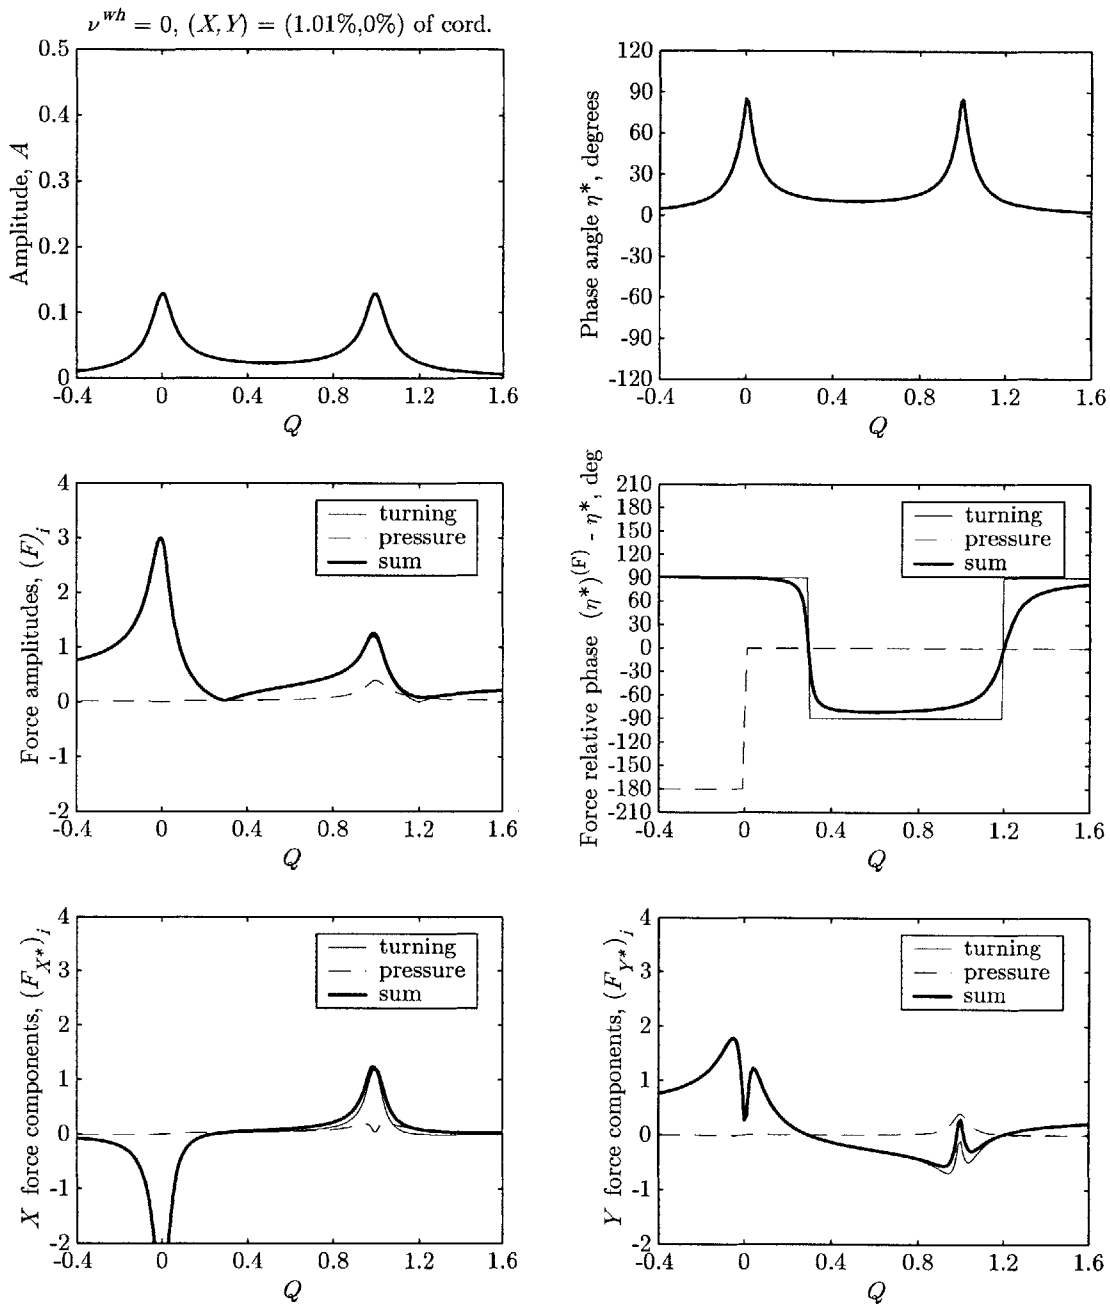 ν^wh = 0, (X,Y) = (1.01%,0%) of cord.
Amplitude, A
0.5
0.4
0.3
0.2
0.1
0
-0.4 0 0.4 0.8 1.2 1.6
Q
Phase angle η*, degrees
120
90
60
30
0
-30
-60
-90
-120
-0.4 0 0.4 0.8 1.2 1.6
Q
Force amplitudes, (F)_i
4
3
2
1
0
-1
-2
turning
pressure
sum
-0.4 0 0.4 0.8 1.2 1.6
Q
Force relative phase (η*)^(F) - η*, deg
210
180
150
120
90
60
30
0
-30
-60
-90
-120
-150
-180
-210
turning
pressure
sum
-0.4 0 0.4 0.8 1.2 1.6
Q
X force components, (F_X*)_i
4
3
2
1
0
-1
-2
turning
pressure
sum
-0.4 0 0.4 0.8 1.2 1.6
Q
Y force components, (F_Y*)_i
4
3
2
1
0
-1
-2
turning
pressure
sum
-0.4 0 0.4 0.8 1.2 1.6
Q